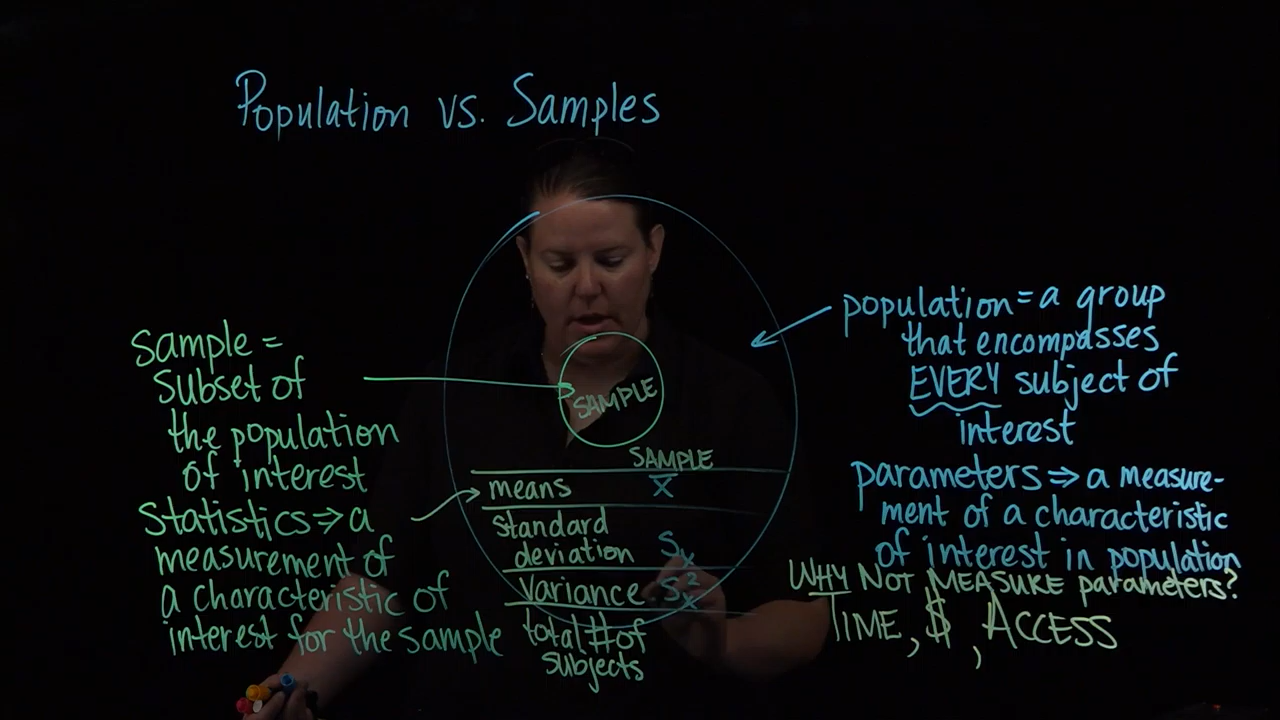 Population vs. Samples
Sample =
Subset of
the population
of interest
Statistics ⇒ a
measurement of
a characteristic of
interest for the sample
SAMPLE
SAMPLE
means x̅
Standard
deviation Sx
Variance Sx²
total # of
subjects
population = a group
that encompasses
EVERY subject of
interest
parameters ⇒ a measure-
ment of a characteristic
of interest in population
WHY NOT MEASURE parameters?
TIME, $, ACCESS